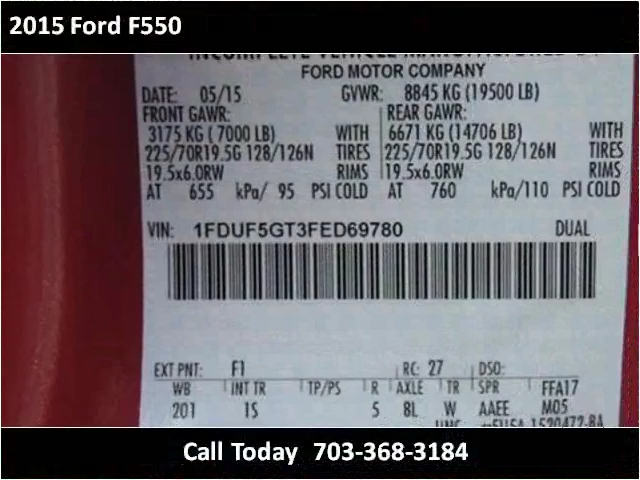 2015 Ford F550
FORD MOTOR COMPANY
DATE: 05/15 GVWR: 8845 KG (19500 LB)
FRONT GAWR: REAR GAWR:
3175 KG (7000 LB) WITH 6671 KG (14706 LB) WITH
225/70R19.5G 128/126N TIRES 225/70R19.5G 128/126N TIRES
19.5x6.0RW RIMS 19.5x6.0RW RIMS
AT 655 kPa/ 95 PSI COLD AT 760 kPa/110 PSI COLD
VIN: 1FDUF5GT3FED69780 DUAL
EXT PNT: F1 RC: 27 DSO:
WB INT TR TP/PS R AXLE TR SPR FFA17
201 IS 5 8L W AAEE M05
Call Today 703-368-3184